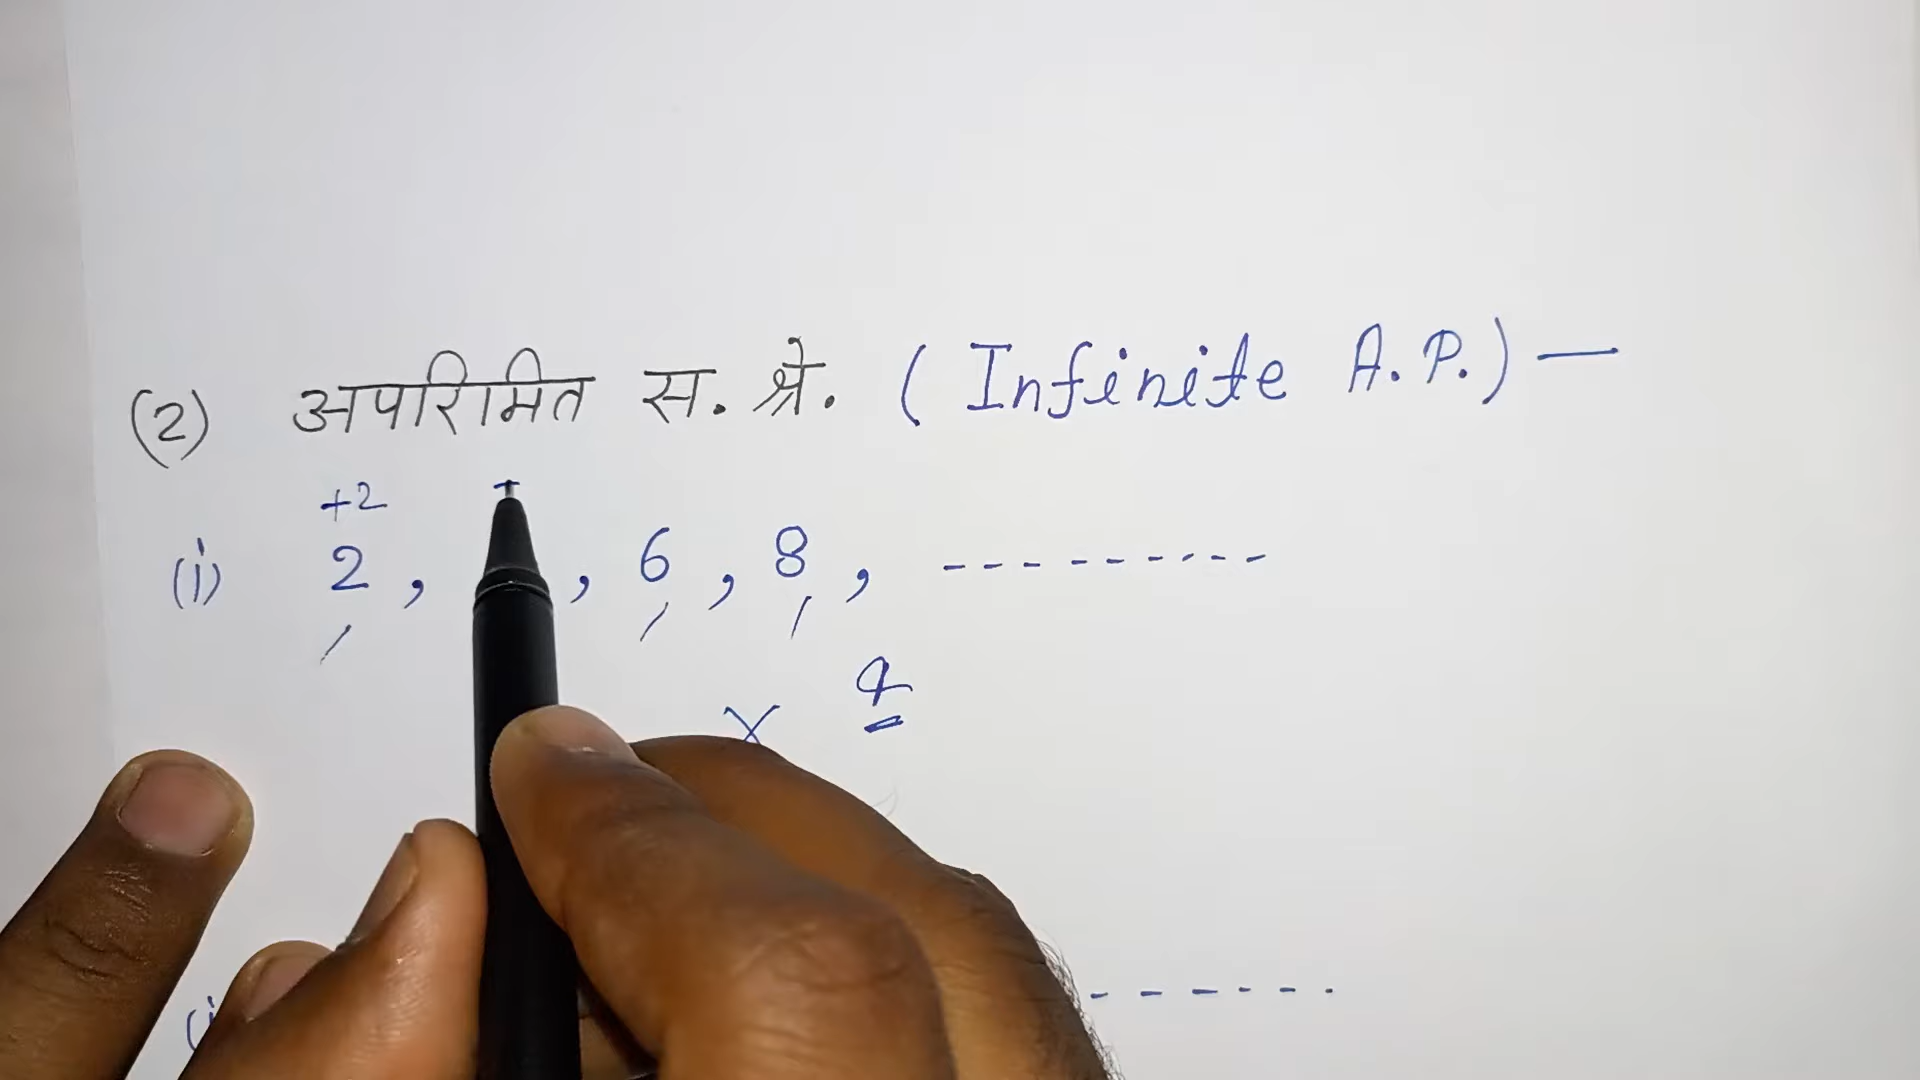 (2) अपरिमित स. श्रे. ( Infinite A.P.) —
+2
(i) 2 , , 6 , 8 , ----------